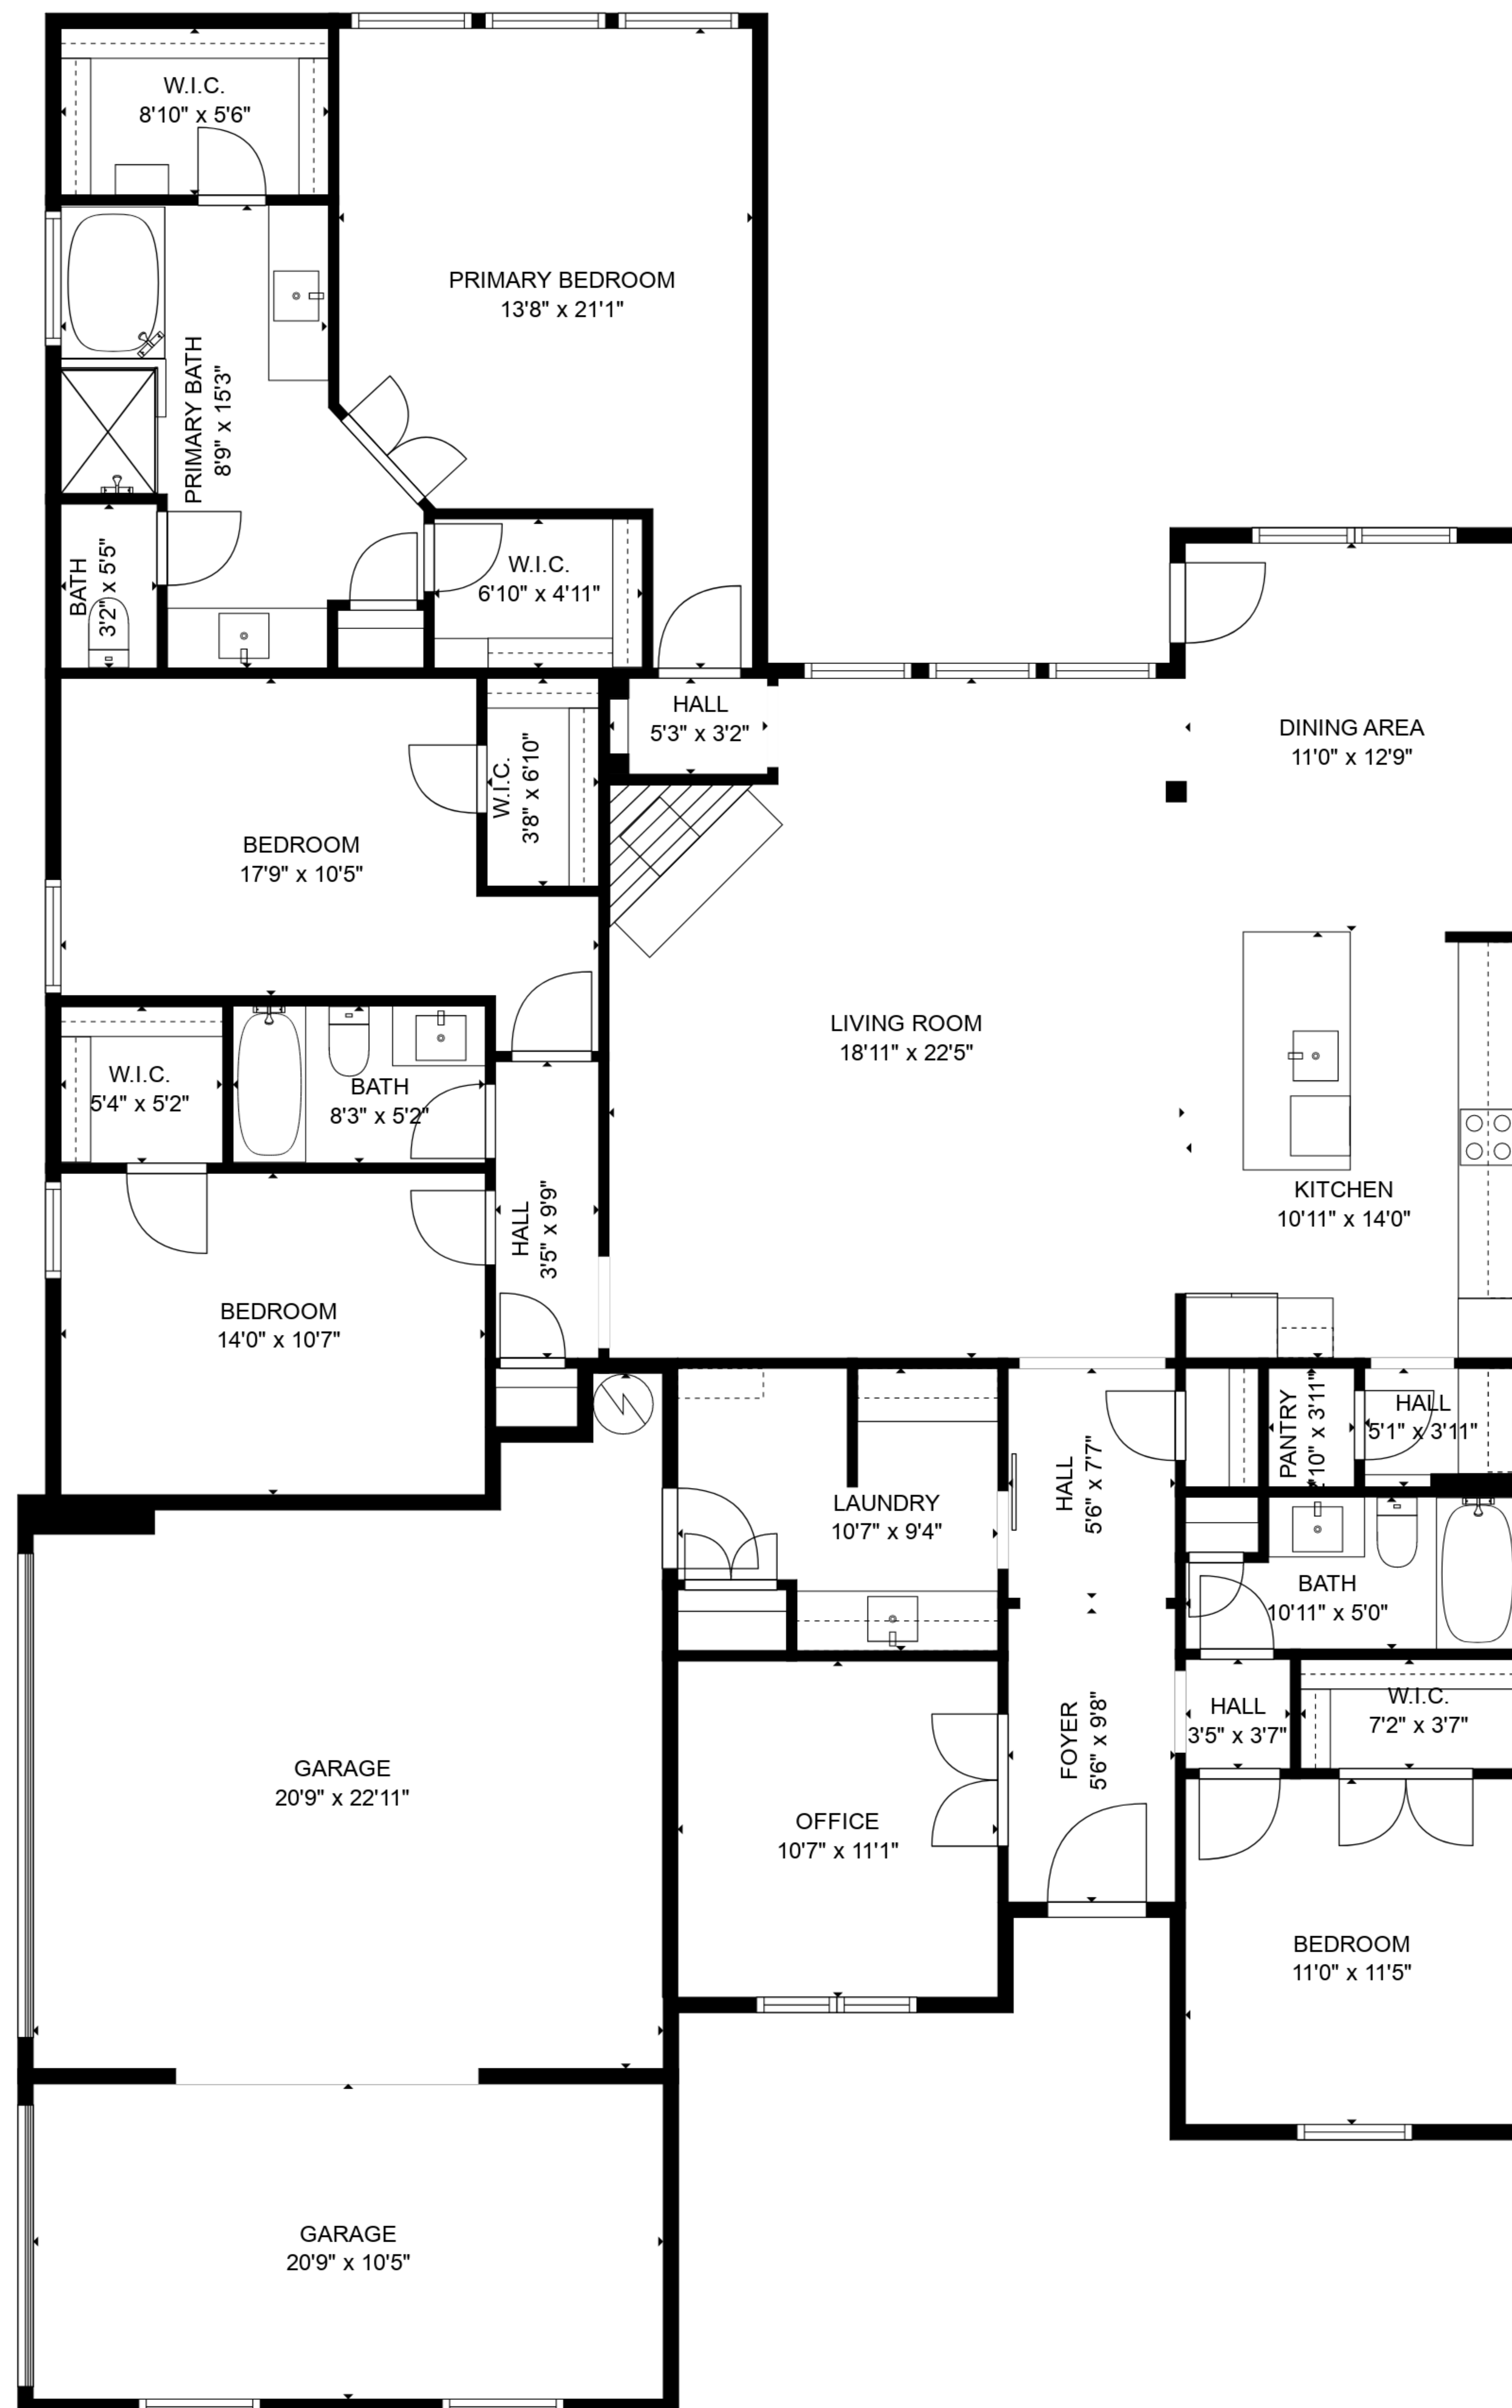 W.I.C.
8'10" x 5'6"
PRIMARY BEDROOM
13'8" x 21'1"
PRIMARY BATH
8'9" x 15'3"
BATH
3'2" x 5'5"
W.I.C.
6'10" x 4'11"
HALL
5'3" x 3'2"
DINING AREA
11'0" x 12'9"
W.I.C.
3'8" x 6'10"
BEDROOM
17'9" x 10'5"
LIVING ROOM
18'11" x 22'5"
W.I.C.
5'4" x 5'2"
BATH
8'3" x 5'2"
KITCHEN
10'11" x 14'0"
HALL
3'5" x 9'9"
BEDROOM
14'0" x 10'7"
HALL
5'6" x 7'7"
PANTRY
x 3'11"
HALL
5'1" x 3'11"
LAUNDRY
10'7" x 9'4"
BATH
10'11" x 5'0"
FOYER
5'6" x 9'8"
HALL
3'5" x 3'7"
W.I.C.
7'2" x 3'7"
GARAGE
20'9" x 22'11"
OFFICE
10'7" x 11'1"
BEDROOM
11'0" x 11'5"
GARAGE
20'9" x 10'5"